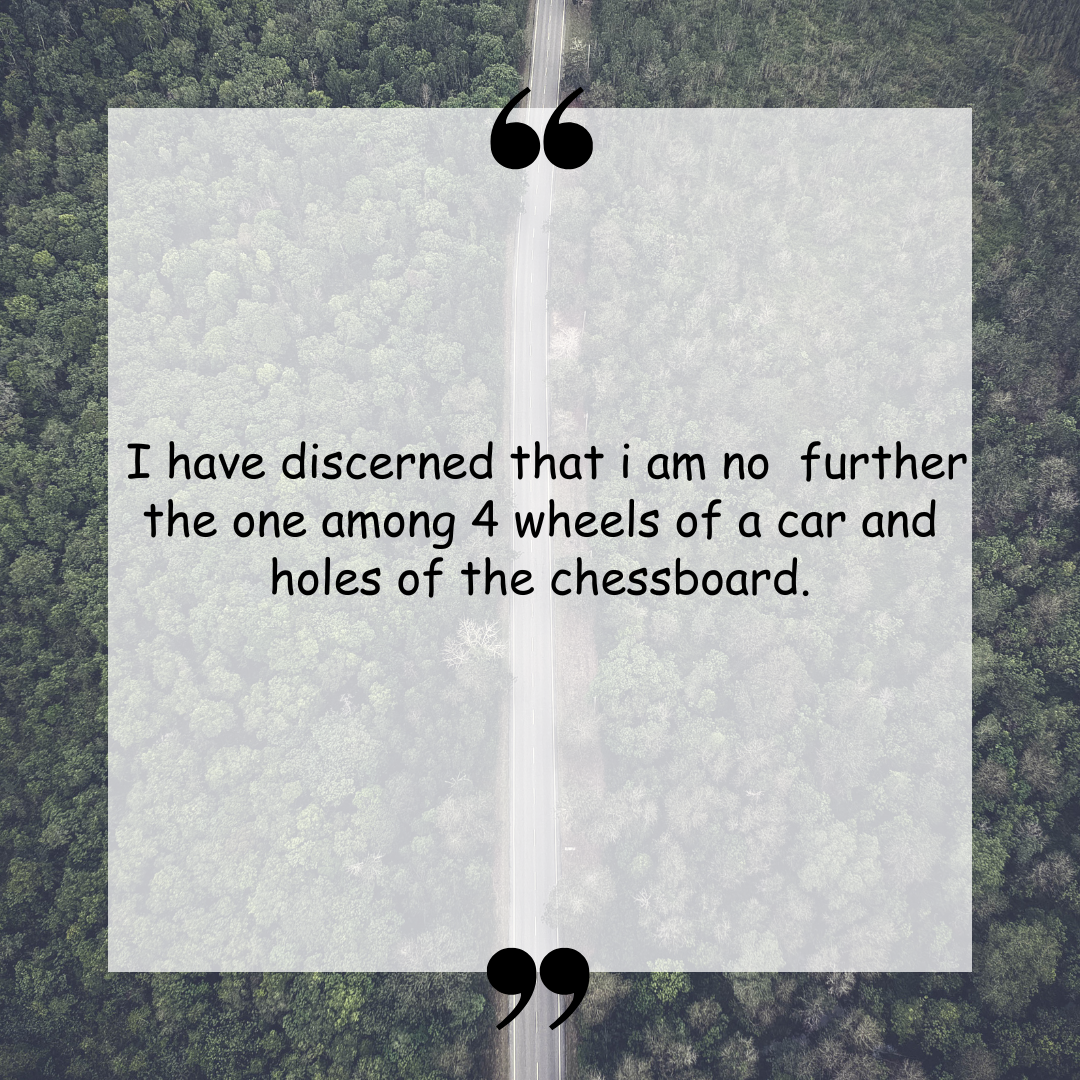 ❝
I have discerned that i am no  further
the one among 4 wheels of a car and
holes of the chessboard.
❞